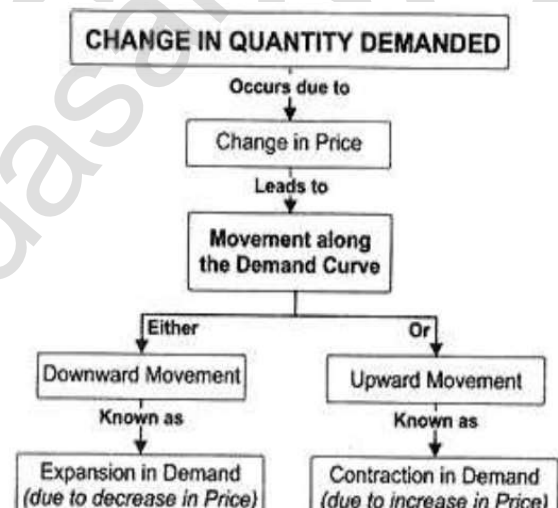 CHANGE IN QUANTITY DEMANDED
Occurs due to
Change in Price
Leads to
Movement along
the Demand Curve
Either
Or
Downward Movement
Upward Movement
Known as
Known as
Expansion in Demand
(due to decrease in Price)
Contraction in Demand
(due to increase in Price)